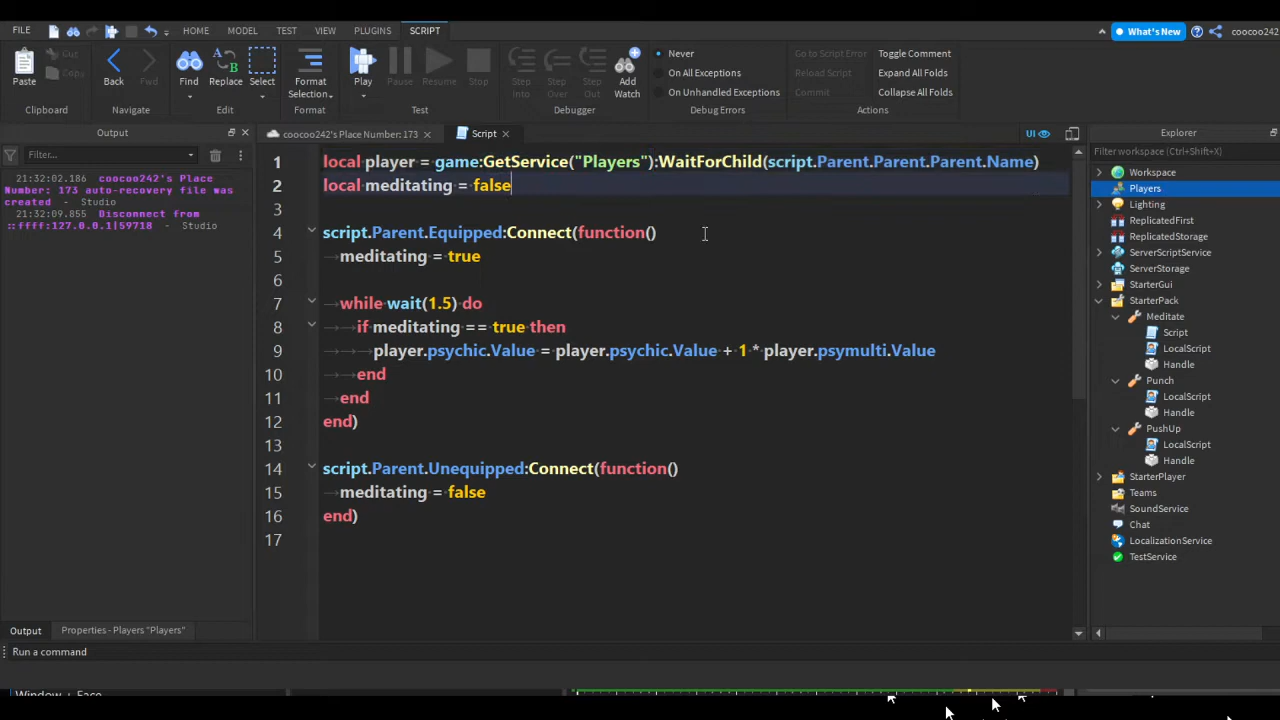 FILE HOME MODEL TEST VIEW PLUGINS SCRIPT What's New coocoo242
Paste Cut Copy Back Fwd Find Replace Select Format Selection Play Pause Resume Stop Step Into Step Over Step Out Add Watch Never On All Exceptions On Unhandled Exceptions Go to Script Error Reload Script Commit Toggle Comment Expand All Folds Collapse All Folds
Clipboard Navigate Edit Format Test Debugger Debug Errors Actions
Output coocoo242's Place Number: 173 Script UI Explorer
Filter...
21:32:02.186 coocoo242's Place
Number: 173 auto-recovery file was
created - Studio
21:32:09.855 Disconnect from
::ffff:127.0.0.1|59718 - Studio
1 local player = game:GetService("Players"):WaitForChild(script.Parent.Parent.Parent.Name)
2 local meditating = false
3
4 script.Parent.Equipped:Connect(function()
5 meditating = true
6
7 while wait(1.5) do
8 if meditating == true then
9 player.psychic.Value = player.psychic.Value + 1 * player.psymulti.Value
10 end
11 end
12 end)
13
14 script.Parent.Unequipped:Connect(function()
15 meditating = false
16 end)
17
Filter workspace (Ctrl+Shift+X)
Workspace
Players
Lighting
ReplicatedFirst
ReplicatedStorage
ServerScriptService
ServerStorage
StarterGui
StarterPack
Meditate
Script
LocalScript
Handle
Punch
LocalScript
Handle
PushUp
LocalScript
Handle
StarterPlayer
Teams
SoundService
Chat
LocalizationService
TestService
Output Properties - Players "Players"
Run a command
Window + Face